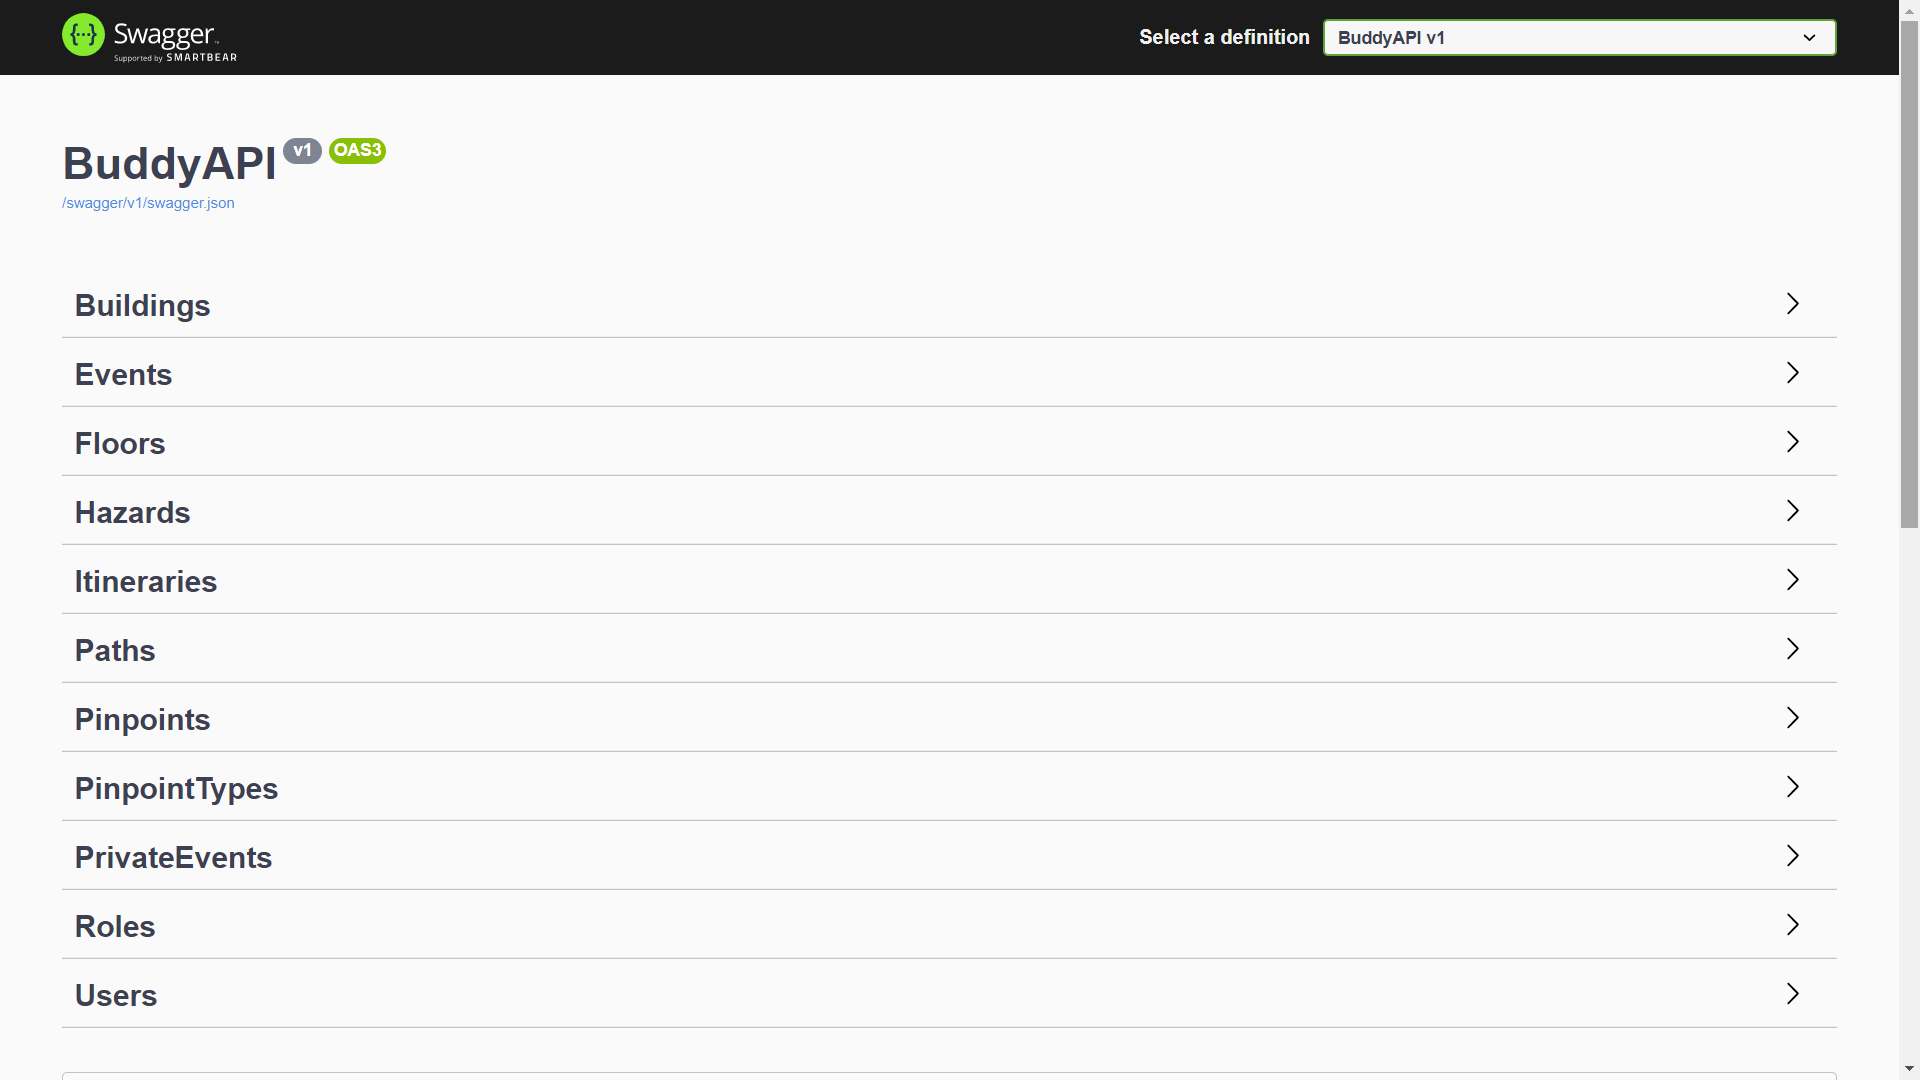 Swagger
Supported by SMARTBEAR
Select a definition
BuddyAPI v1
BuddyAPI v1 OAS3
/swagger/v1/swagger.json
Buildings
Events
Floors
Hazards
Itineraries
Paths
Pinpoints
PinpointTypes
PrivateEvents
Roles
Users